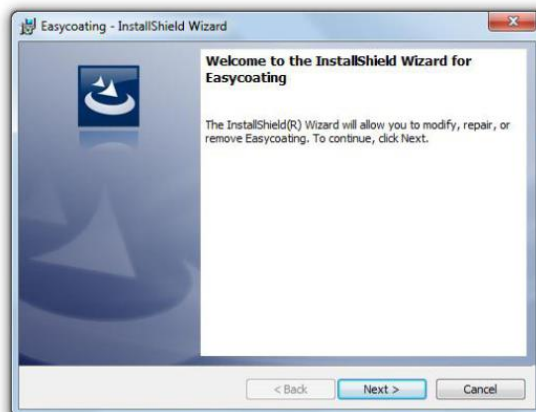 Easycoating - InstallShield Wizard
Welcome to the InstallShield Wizard for
Easycoating
The InstallShield(R) Wizard will allow you to modify, repair, or
remove Easycoating. To continue, click Next.
< Back
Next >
Cancel